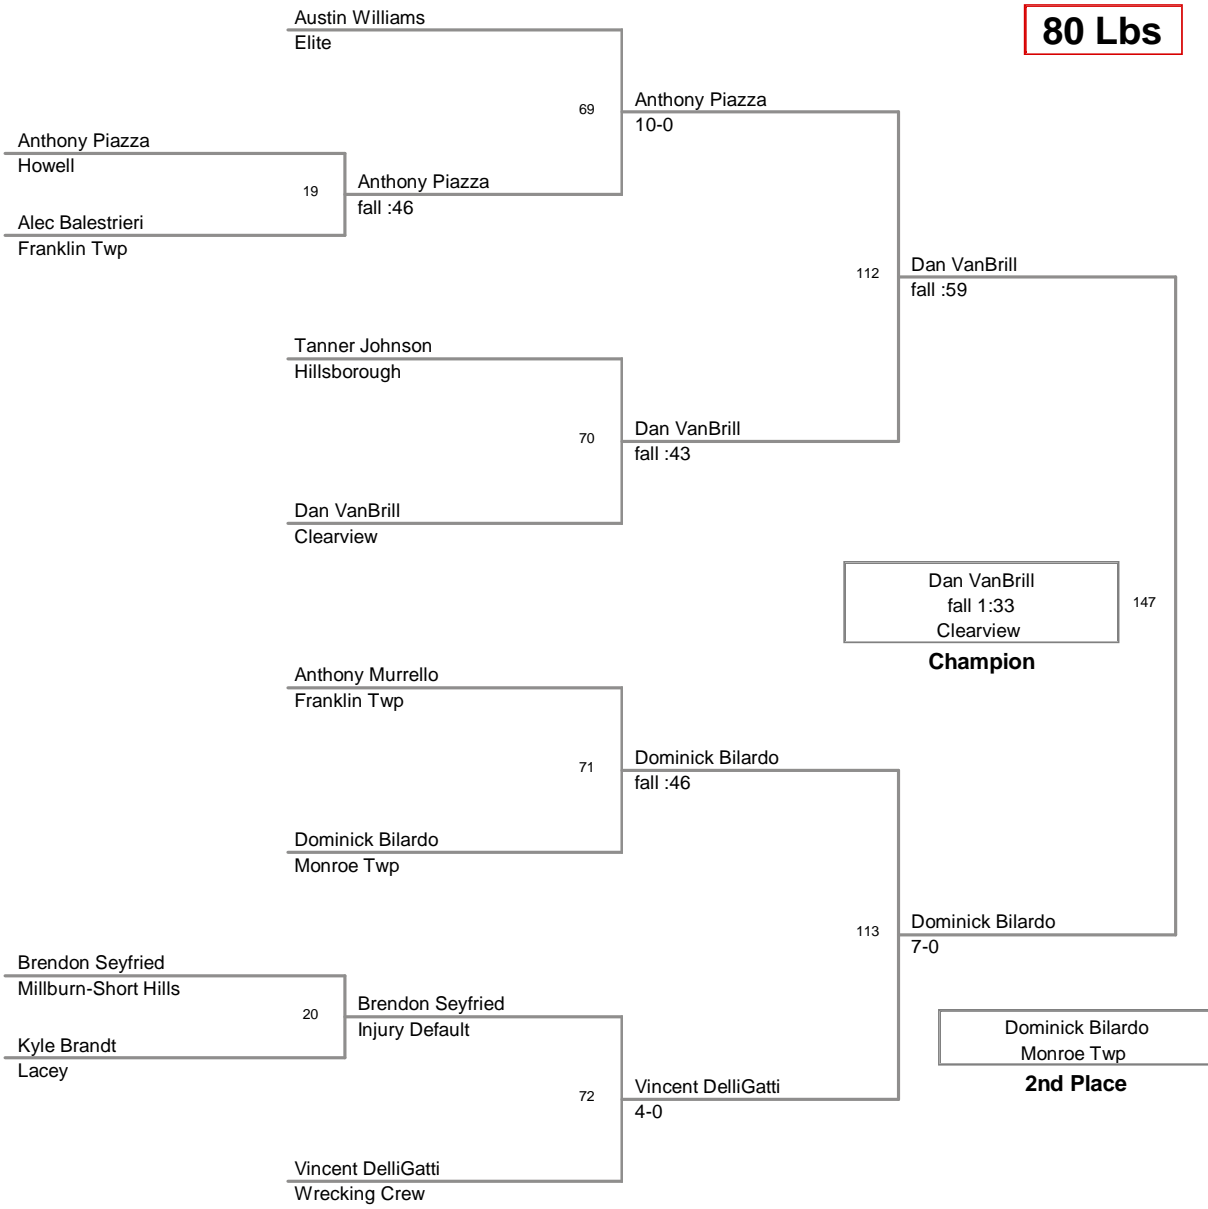 80 Lbs
Austin Williams
Elite
69
Anthony Piazza
10-0
Anthony Piazza
Howell
19
Anthony Piazza
fall :46
Alec Balestrieri
Franklin Twp
112
Dan VanBrill
fall :59
Tanner Johnson
Hillsborough
70
Dan VanBrill
fall :43
Dan VanBrill
Clearview
Dan VanBrill
fall 1:33
Clearview
147
Champion
Anthony Murrello
Franklin Twp
71
Dominick Bilardo
fall :46
Dominick Bilardo
Monroe Twp
113
Dominick Bilardo
7-0
Brendon Seyfried
Millburn-Short Hills
20
Brendon Seyfried
Injury Default
Kyle Brandt
Lacey
Dominick Bilardo
Monroe Twp
2nd Place
72
Vincent DelliGatti
4-0
Vincent DelliGatti
Wrecking Crew